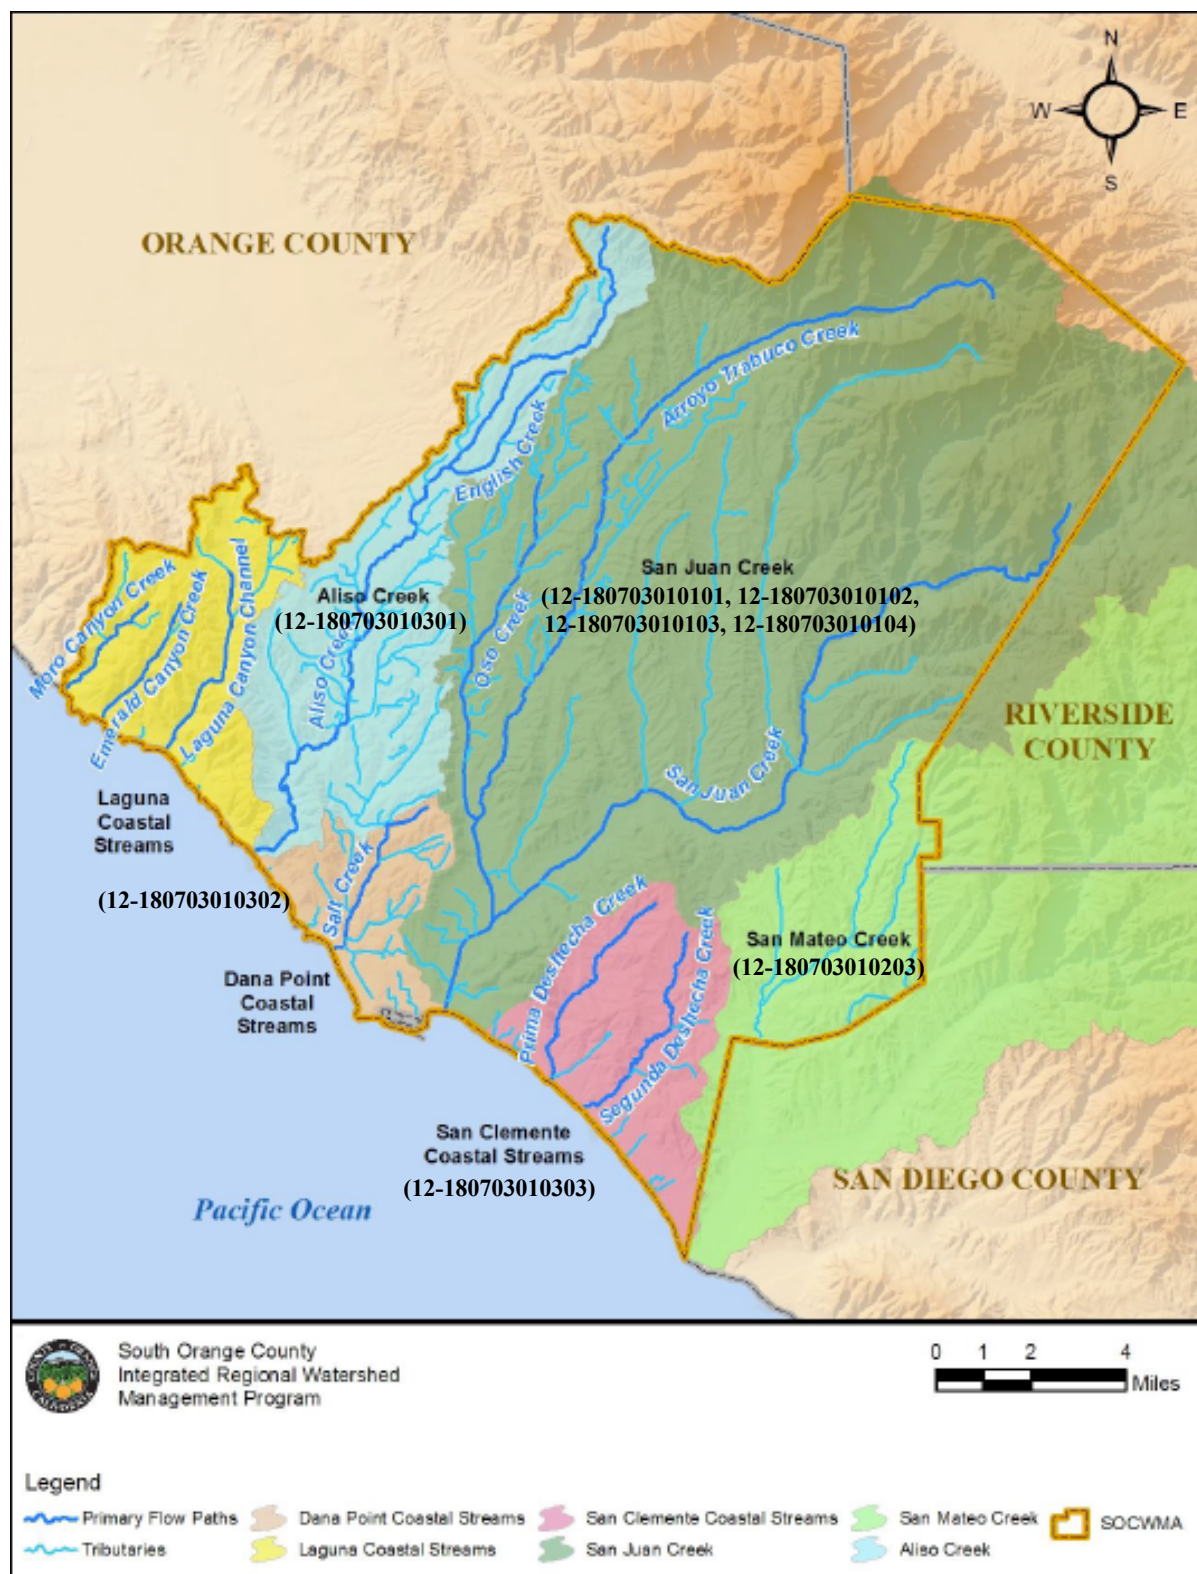 N
W
E
S
ORANGE COUNTY
Arroyo Trabuco Creek
English Creek
San Juan Creek
(12-180703010101, 12-180703010102,
12-180703010103, 12-180703010104)
Aliso Creek
(12-180703010301)
Moro Canyon Creek
Emerald Canyon Creek
Laguna Canyon Channel
Aliso Creek
Oso Creek
RIVERSIDE
COUNTY
San Juan Creek
Laguna
Coastal
Streams
(12-180703010302)
Salt Creek
Prima Deshecha Creek
Segunda Deshecha Creek
San Mateo Creek
(12-180703010203)
Dana Point
Coastal
Streams
San Clemente
Coastal Streams
(12-180703010303)
SAN DIEGO COUNTY
Pacific Ocean
South Orange County
Integrated Regional Watershed
Management Program
0 1 2 4
Miles
Legend
Primary Flow Paths
Dana Point Coastal Streams
San Clemente Coastal Streams
San Mateo Creek
SOCWMA
Tributaries
Laguna Coastal Streams
San Juan Creek
Aliso Creek